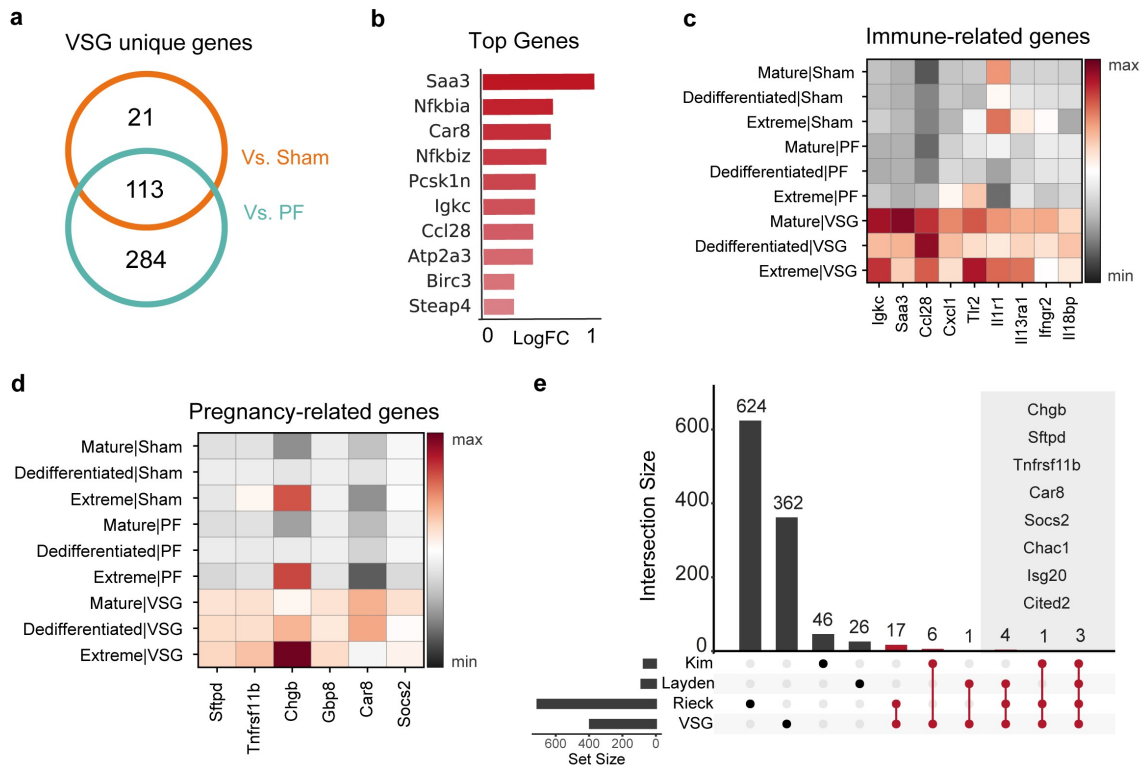 a
VSG unique genes
21
Vs. Sham
113
Vs. PF
284
b
Top Genes
Saa3
Nfkbia
Car8
Nfkbiz
Pcsk1n
Igkc
Ccl28
Atp2a3
Birc3
Steap4
0 LogFC 1
c
Immune-related genes
Mature|Sham
Dedifferentiated|Sham
Extreme|Sham
Mature|PF
Dedifferentiated|PF
Extreme|PF
Mature|VSG
Dedifferentiated|VSG
Extreme|VSG
max
min
Igkc
Saa3
Ccl28
Cxcl1
Tlr2
Il1r1
Il13ra1
Ifngr2
Il18bp
d
Pregnancy-related genes
Mature|Sham
Dedifferentiated|Sham
Extreme|Sham
Mature|PF
Dedifferentiated|PF
Extreme|PF
Mature|VSG
Dedifferentiated|VSG
Extreme|VSG
max
min
Sftpd
Tnfrsf11b
Chgb
Gbp8
Car8
Socs2
e
Intersection Size
600
400
200
0
624
362
46
26
17
6
1
4
1
3
Chgb
Sftpd
Tnfrsf11b
Car8
Socs2
Chac1
Isg20
Cited2
Kim
Layden
Rieck
VSG
600 400 200 0
Set Size